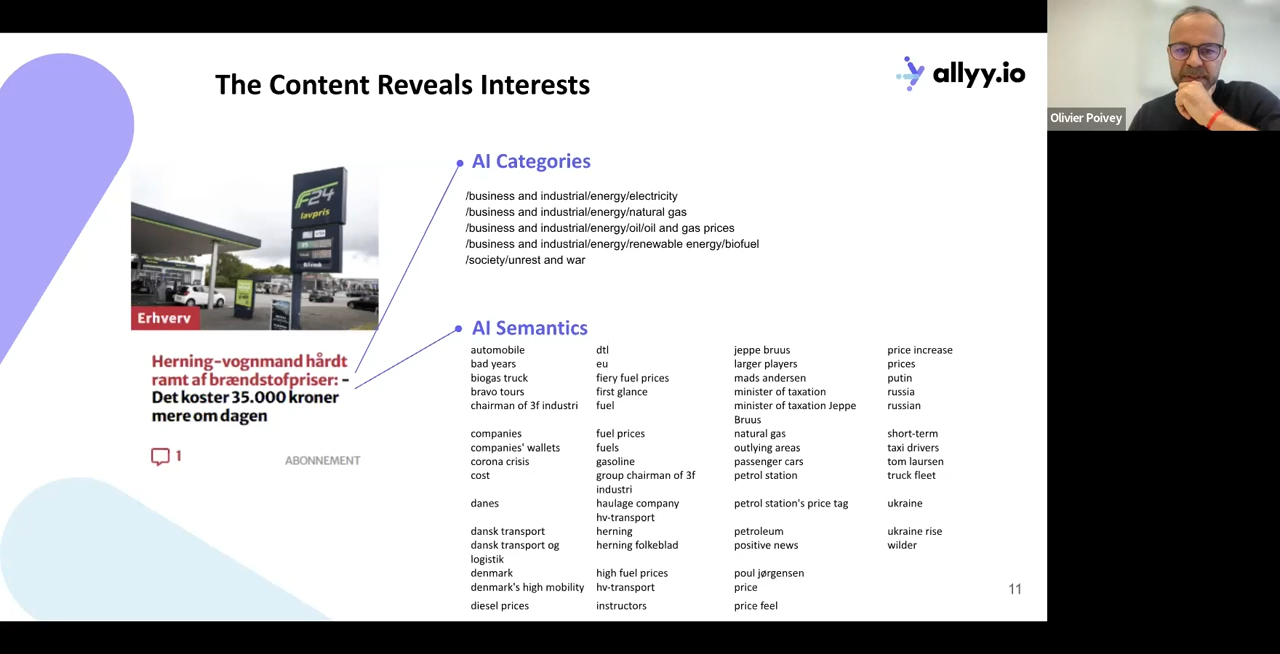 The Content Reveals Interests
allyy.io
Olivier Poivey
F24
lavpris
Erhverv
Herning-vognmand hårdt
ramt af brændstofpriser: -
Det koster 35.000 kroner
mere om dagen
1
ABONNEMENT
AI Categories
/business and industrial/energy/electricity
/business and industrial/energy/natural gas
/business and industrial/energy/oil/oil and gas prices
/business and industrial/energy/renewable energy/biofuel
/society/unrest and war
AI Semantics
automobile dtl jeppe bruus price increase
bad years eu larger players prices
biogas truck fiery fuel prices mads andersen putin
bravo tours first glance minister of taxation russia
chairman of 3f industri fuel minister of taxation Jeppe russian
Bruus
companies fuel prices natural gas short-term
companies' wallets fuels outlying areas taxi drivers
corona crisis gasoline passenger cars tom laursen
cost group chairman of 3f petrol station truck fleet
industri
danes haulage company petrol station's price tag ukraine
hv-transport
dansk transport herning petroleum ukraine rise
dansk transport og herning folkeblad positive news wilder
logistik
denmark high fuel prices poul jørgensen
denmark's high mobility hv-transport price
diesel prices instructors price feel
11